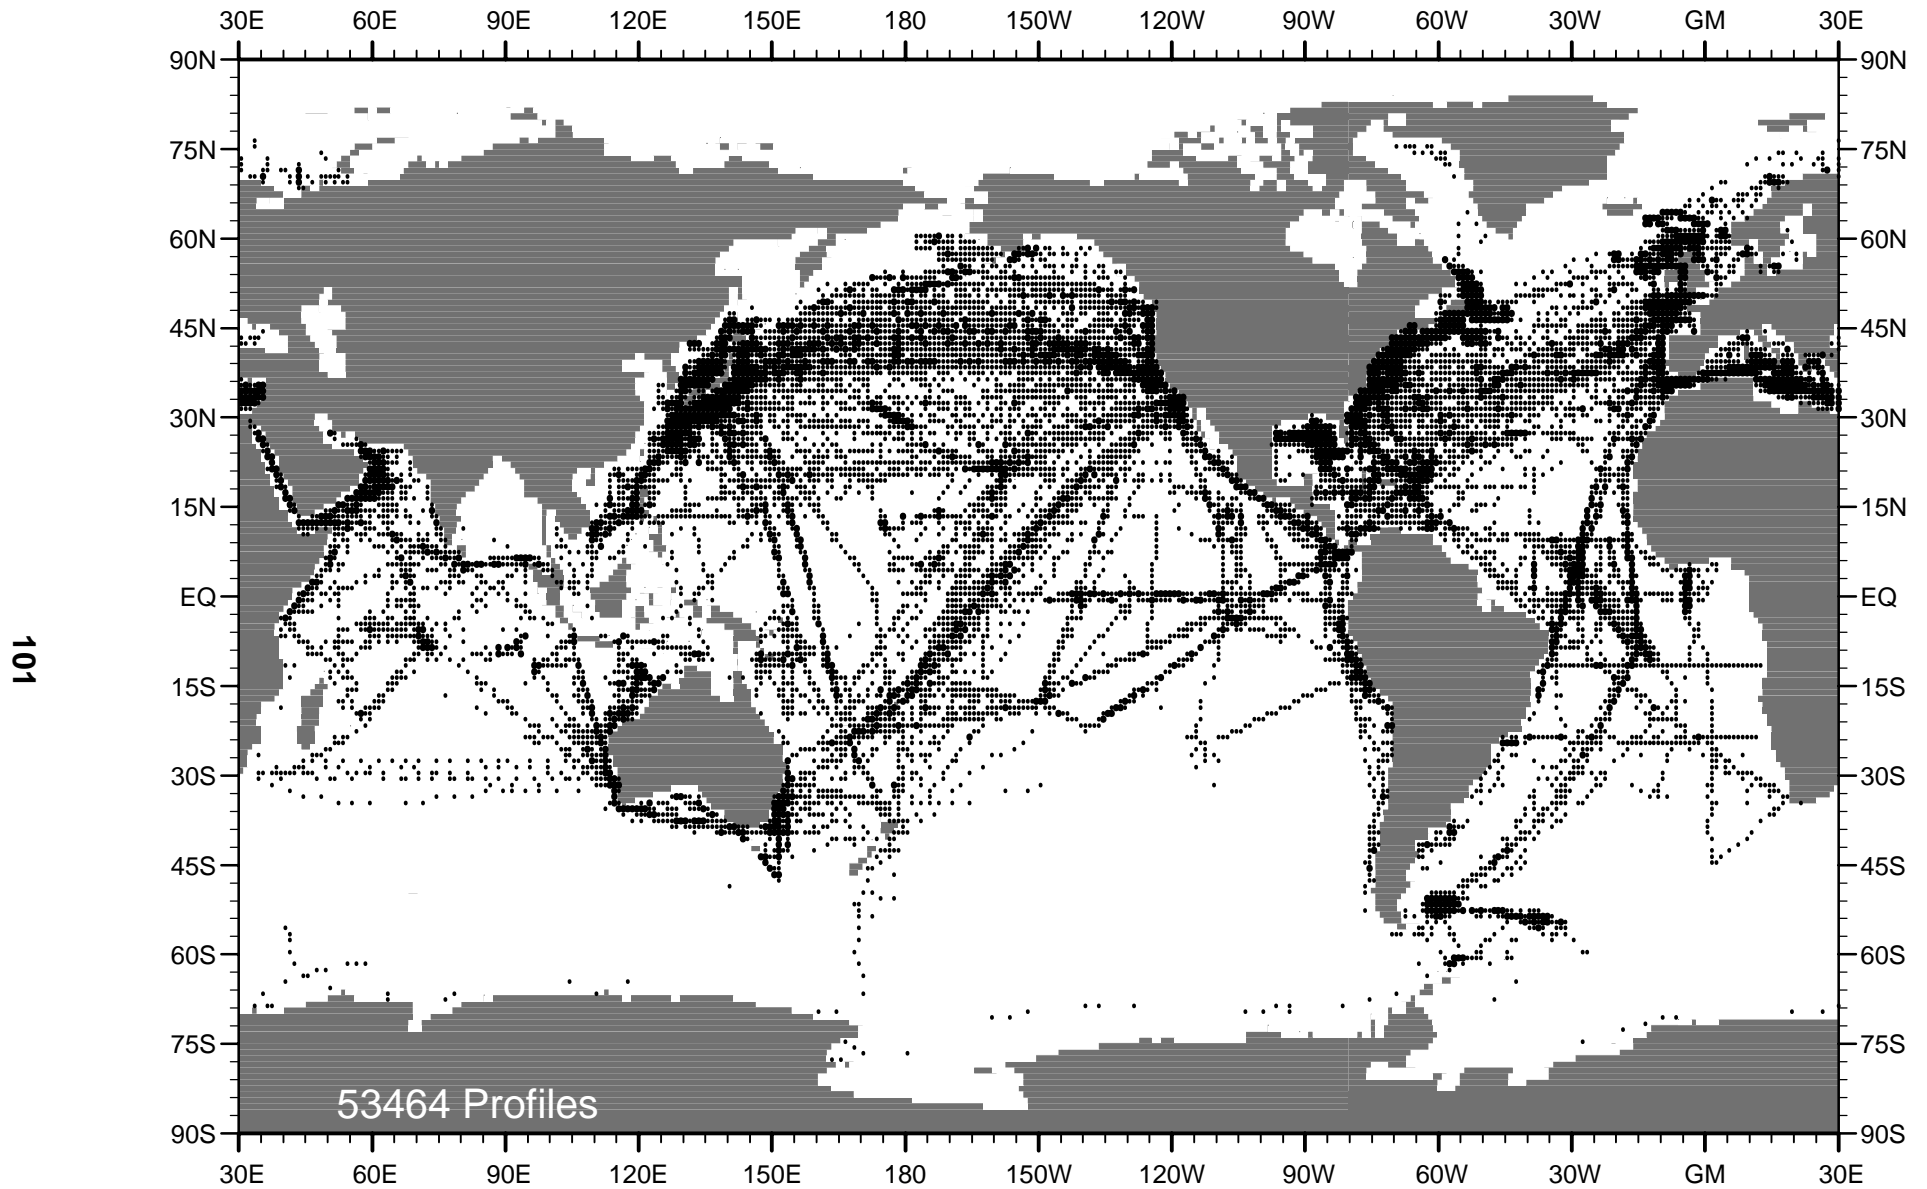 30E 60E 90E 120E 150E 180 150W 120W 90W 60W 30W GM 30E
90N 90N
75N 75N
60N 60N
45N 45N
30N 30N
15N 15N
EQ EQ
101
15S 15S
30S 30S
45S 45S
60S 60S
75S 75S
53464 Profiles
90S 90S
30E 60E 90E 120E 150E 180 150W 120W 90W 60W 30W GM 30E